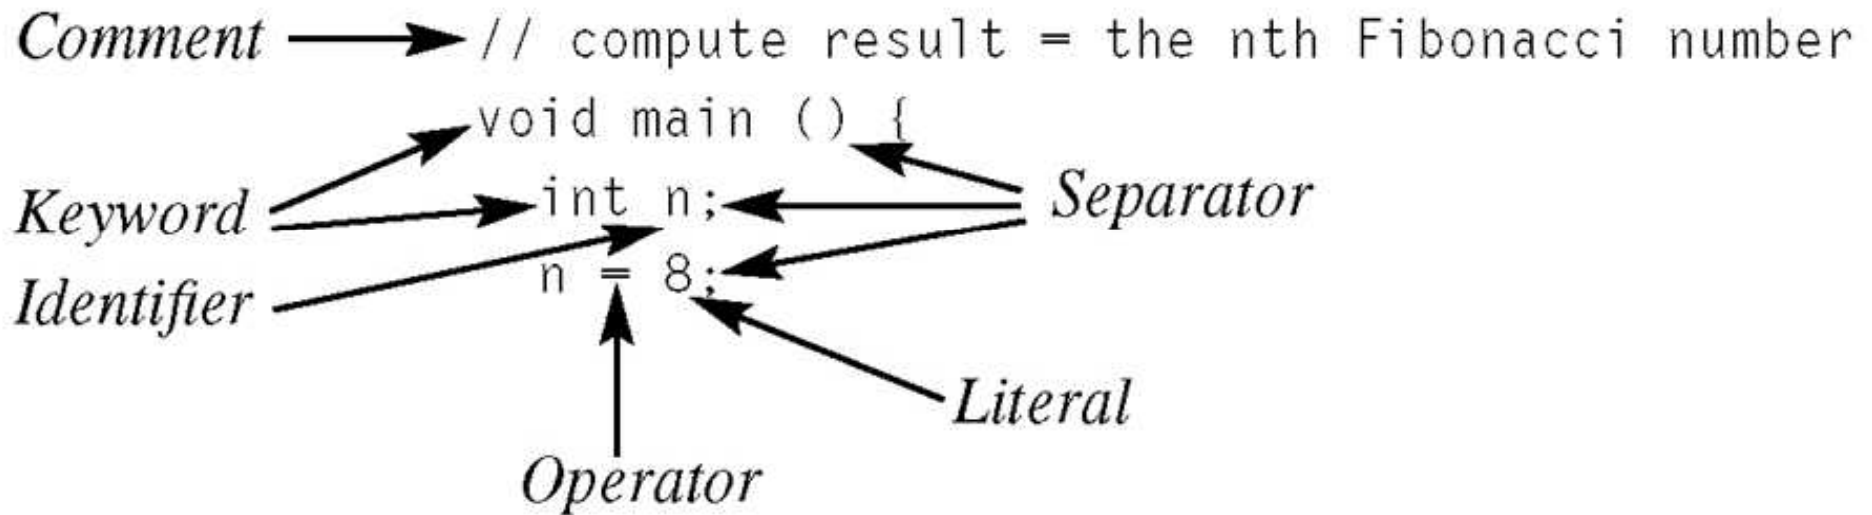 Comment // compute result = the nth Fibonacci number
void main () {
Keyword int n; Separator
Identifier n = 8;
Literal
Operator